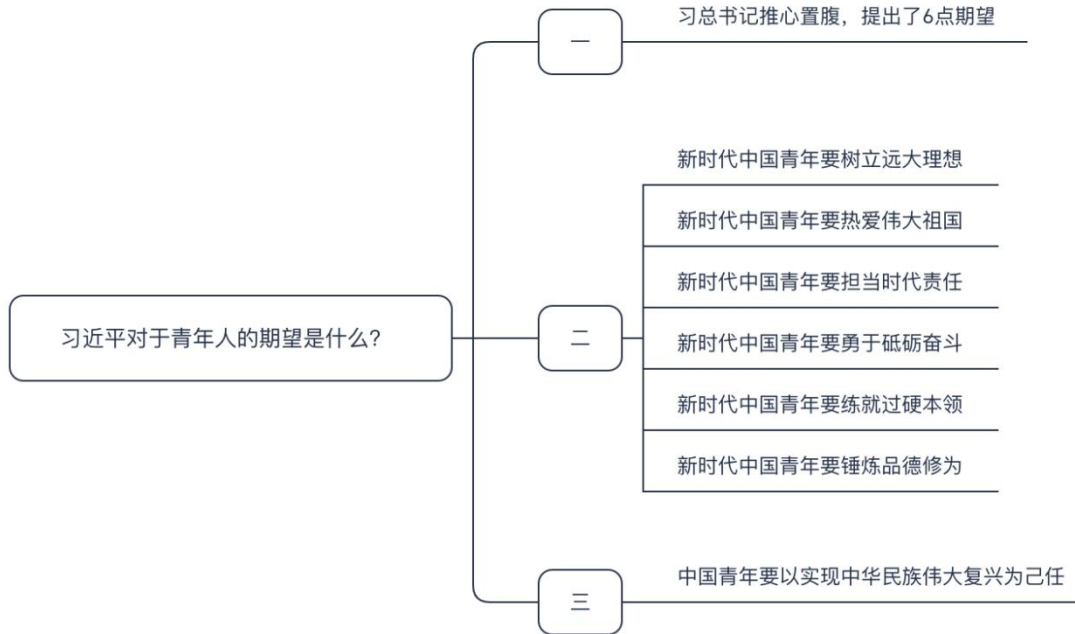 习近平对于青年人的期望是什么?
一
习总书记推心置腹，提出了6点期望
二
新时代中国青年要树立远大理想
新时代中国青年要热爱伟大祖国
新时代中国青年要担当时代责任
新时代中国青年要勇于砥砺奋斗
新时代中国青年要练就过硬本领
新时代中国青年要锤炼品德修为
三
中国青年要以实现中华民族伟大复兴为己任